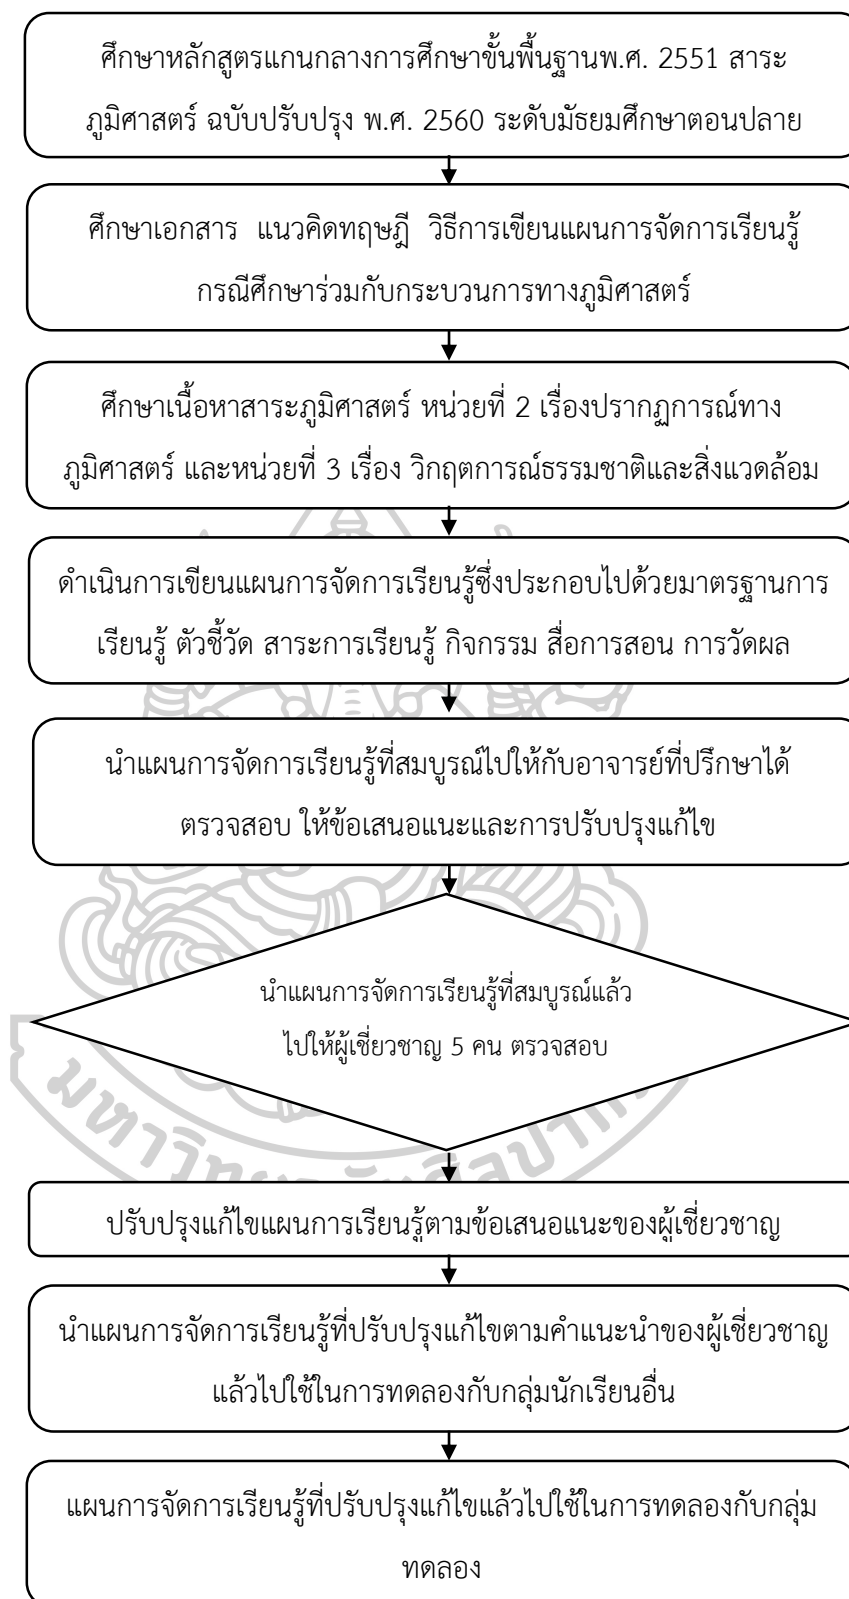 ศึกษาหลักสูตรแกนกลางการศึกษาขั้นพื้นฐานพ.ศ. 2551 สาระ
ภูมิศาสตร์ ฉบับปรับปรุง พ.ศ. 2560 ระดับมัธยมศึกษาตอนปลาย
ศึกษาเอกสาร แนวคิดทฤษฎี วิธีการเขียนแผนการจัดการเรียนรู้
กรณีศึกษาร่วมกับกระบวนการทางภูมิศาสตร์
ศึกษาเนื้อหาสาระภูมิศาสตร์ หน่วยที่ 2 เรื่องปรากฏการณ์ทาง
ภูมิศาสตร์ และหน่วยที่ 3 เรื่อง วิกฤตการณ์ธรรมชาติและสิ่งแวดล้อม
ดำเนินการเขียนแผนการจัดการเรียนรู้ซึ่งประกอบไปด้วยมาตรฐานการ
เรียนรู้ ตัวชี้วัด สาระการเรียนรู้ กิจกรรม สื่อการสอน การวัดผล
นำแผนการจัดการเรียนรู้ที่สมบูรณ์ไปให้กับอาจารย์ที่ปรึกษาได้
ตรวจสอบ ให้ข้อเสนอแนะและการปรับปรุงแก้ไข
นำแผนการจัดการเรียนรู้ที่สมบูรณ์แล้ว
ไปให้ผู้เชี่ยวชาญ 5 คน ตรวจสอบ
ปรับปรุงแก้ไขแผนการเรียนรู้ตามข้อเสนอแนะของผู้เชี่ยวชาญ
นำแผนการจัดการเรียนรู้ที่ปรับปรุงแก้ไขตามคำแนะนำของผู้เชี่ยวชาญ
แล้วไปใช้ในการทดลองกับกลุ่มนักเรียนอื่น
แผนการจัดการเรียนรู้ที่ปรับปรุงแก้ไขแล้วไปใช้ในการทดลองกับกลุ่ม
ทดลอง